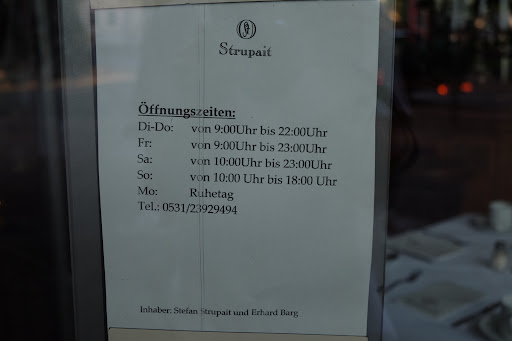 Strupait
Öffnungszeiten:
Di-Do: von 9:00Uhr bis 22:00Uhr
Fr: von 9:00Uhr bis 23:00Uhr
Sa: von 10:00Uhr bis 23:00Uhr
So: von 10:00 Uhr bis 18:00 Uhr
Mo: Ruhetag
Tel.: 0531/23929494
Inhaber: Stefan Strupait und Erhard Barg